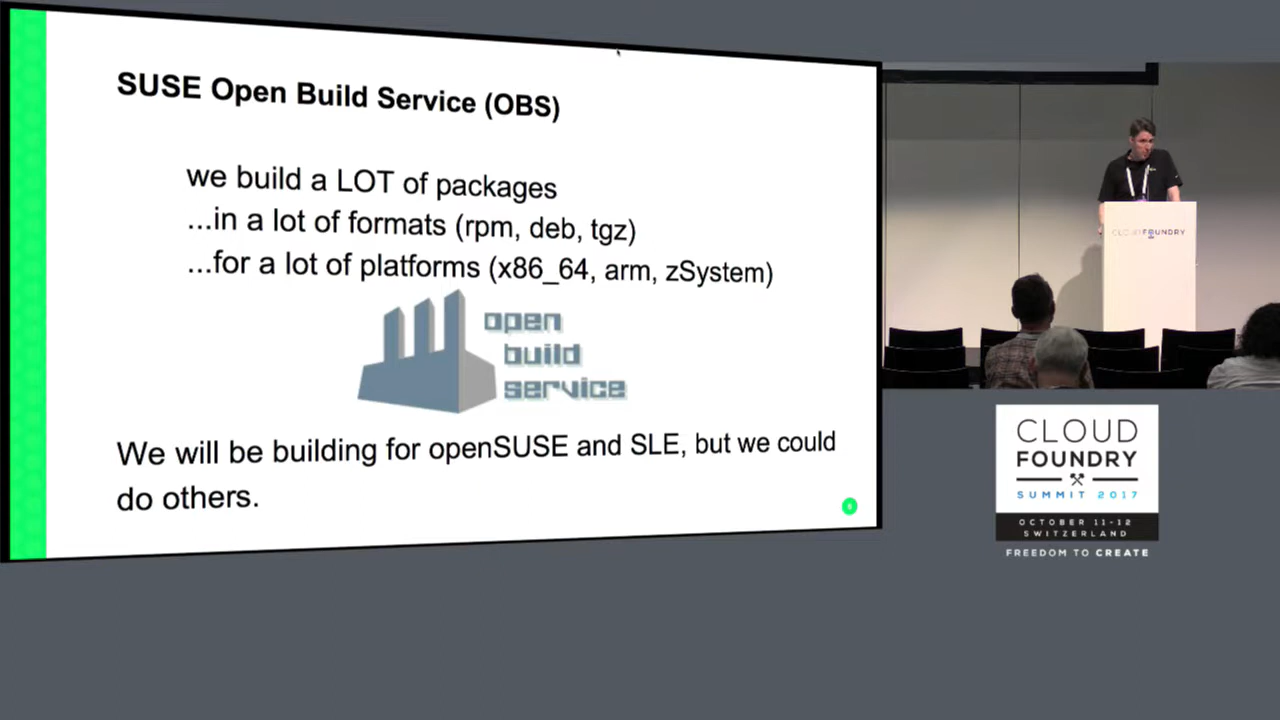 SUSE Open Build Service (OBS)
we build a LOT of packages
...in a lot of formats (rpm, deb, tgz)
...for a lot of platforms (x86_64, arm, zSystem)
open
build
service
We will be building for openSUSE and SLE, but we could
do others.
CLOUD FOUNDRY
CLOUD
FOUNDRY
SUMMIT 2017
OCTOBER 11-12
SWITZERLAND
FREEDOM TO CREATE